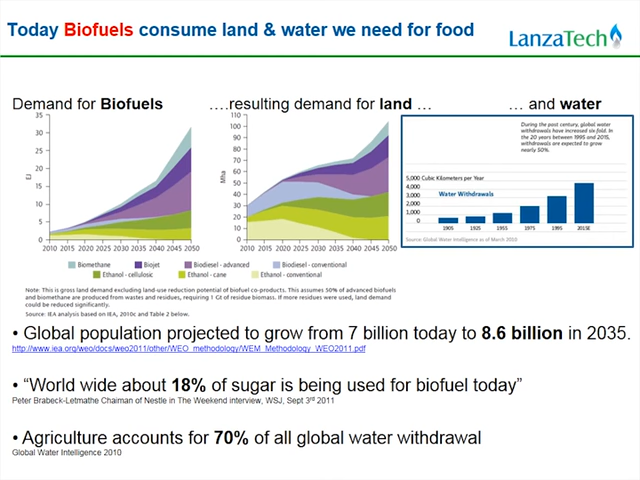 Today Biofuels consume land & water we need for food
LanzaTech
Demand for Biofuels
….resulting demand for land …
… and water
35
30
25
20
15
10
5
0
EJ
2010 2015 2020 2025 2030 2035 2040 2045 2050
110
100
90
80
70
60
50
40
30
20
10
0
Mha
2010 2015 2020 2025 2030 2035 2040 2045 2050
During the past century, global water
withdrawals have increased six fold. In
the 20 years between 1995 and 2015,
withdrawals are expected to grow
nearly 50%.
5,000 Cubic Kilometers per Year
4,000
3,000
2,000
1,000
0
Water Withdrawals
1905 1935 1955 1975 1995 2015E
Source: Global Water Intelligence as of March 2010
Biomethane Biojet Biodiesel - advanced Biodiesel - conventional
Ethanol - cellulosic Ethanol - cane Ethanol - conventional
Note: This is gross land demand excluding land-use reduction potential of biofuel co-products. This assumes 50% of advanced biofuels
and biomethane are produced from wastes and residues, requiring 1 Gt of residue biomass. If more residues were used, land demand
could be reduced significantly.
Source: IEA analysis based on IEA, 2010c and Table 2 below.
• Global population projected to grow from 7 billion today to 8.6 billion in 2035.
http://www.iea.org/weo/docs/weo2011/other/WEO_methodology/WEM_Methodology_WEO2011.pdf
• “World wide about 18% of sugar is being used for biofuel today”
Peter Brabeck-Letmathe Chaiman of Nestle in The Weekend interview, WSJ, Sept 3rd 2011
• Agriculture accounts for 70% of all global water withdrawal
Global Water Intelligence 2010